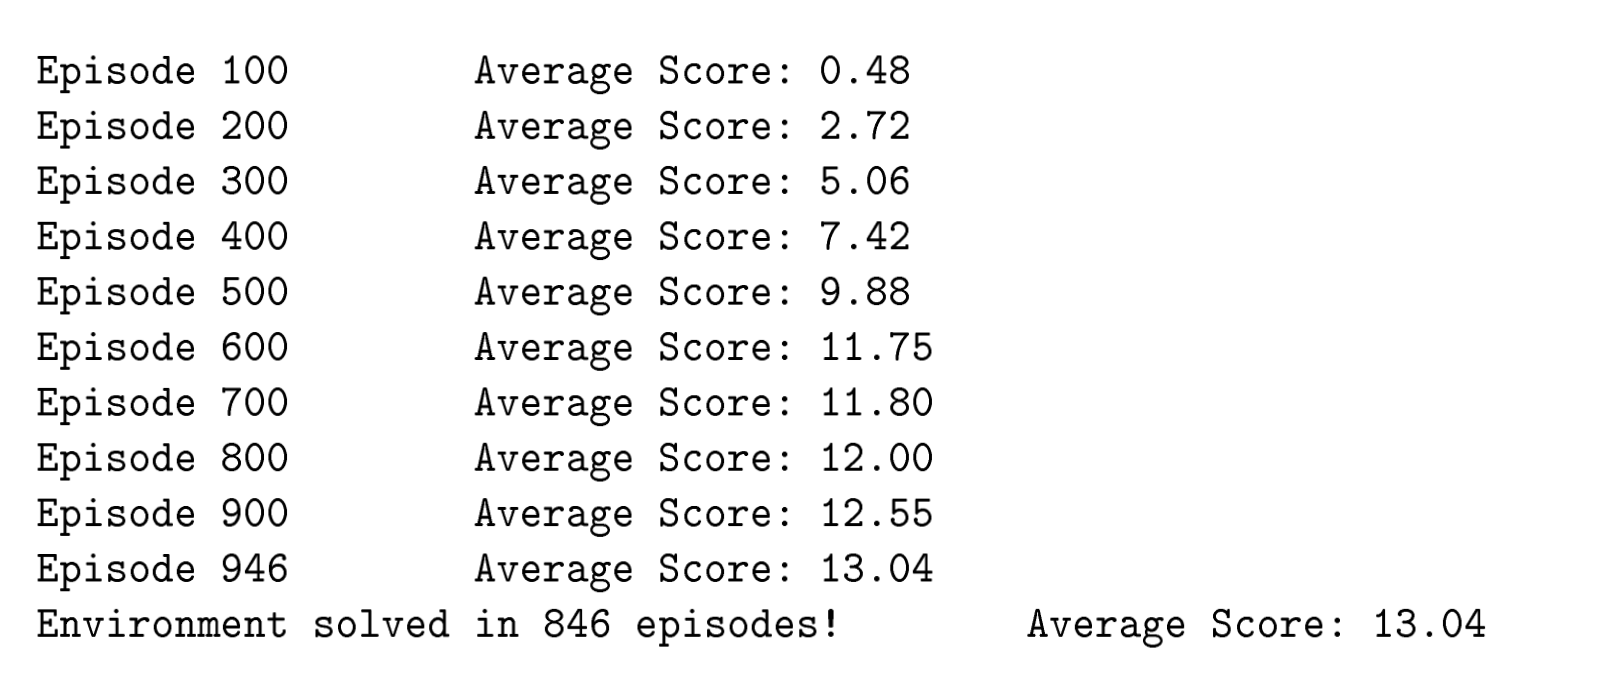 Episode 100	Average Score: 0.48
Episode 200	Average Score: 2.72
Episode 300	Average Score: 5.06
Episode 400	Average Score: 7.42
Episode 500	Average Score: 9.88
Episode 600	Average Score: 11.75
Episode 700	Average Score: 11.80
Episode 800	Average Score: 12.00
Episode 900	Average Score: 12.55
Episode 946	Average Score: 13.04
Environment solved in 846 episodes!	Average Score: 13.04